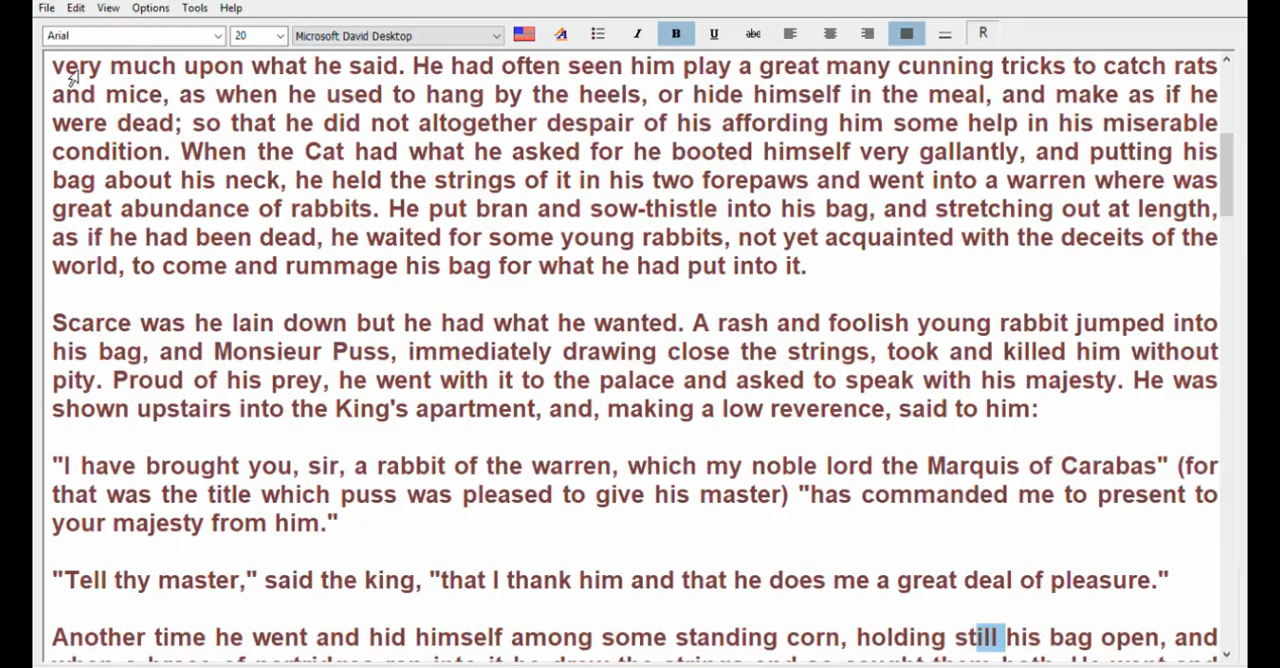 File Edit View Options Tools Help
Arial 20 Microsoft David Desktop A I B U abc R
very much upon what he said. He had often seen him play a great many cunning tricks to catch rats
and mice, as when he used to hang by the heels, or hide himself in the meal, and make as if he
were dead; so that he did not altogether despair of his affording him some help in his miserable
condition. When the Cat had what he asked for he booted himself very gallantly, and putting his
bag about his neck, he held the strings of it in his two forepaws and went into a warren where was
great abundance of rabbits. He put bran and sow-thistle into his bag, and stretching out at length,
as if he had been dead, he waited for some young rabbits, not yet acquainted with the deceits of the
world, to come and rummage his bag for what he had put into it.
Scarce was he lain down but he had what he wanted. A rash and foolish young rabbit jumped into
his bag, and Monsieur Puss, immediately drawing close the strings, took and killed him without
pity. Proud of his prey, he went with it to the palace and asked to speak with his majesty. He was
shown upstairs into the King's apartment, and, making a low reverence, said to him:
"I have brought you, sir, a rabbit of the warren, which my noble lord the Marquis of Carabas" (for
that was the title which puss was pleased to give his master) "has commanded me to present to
your majesty from him."
"Tell thy master," said the king, "that I thank him and that he does me a great deal of pleasure."
Another time he went and hid himself among some standing corn, holding still his bag open, and